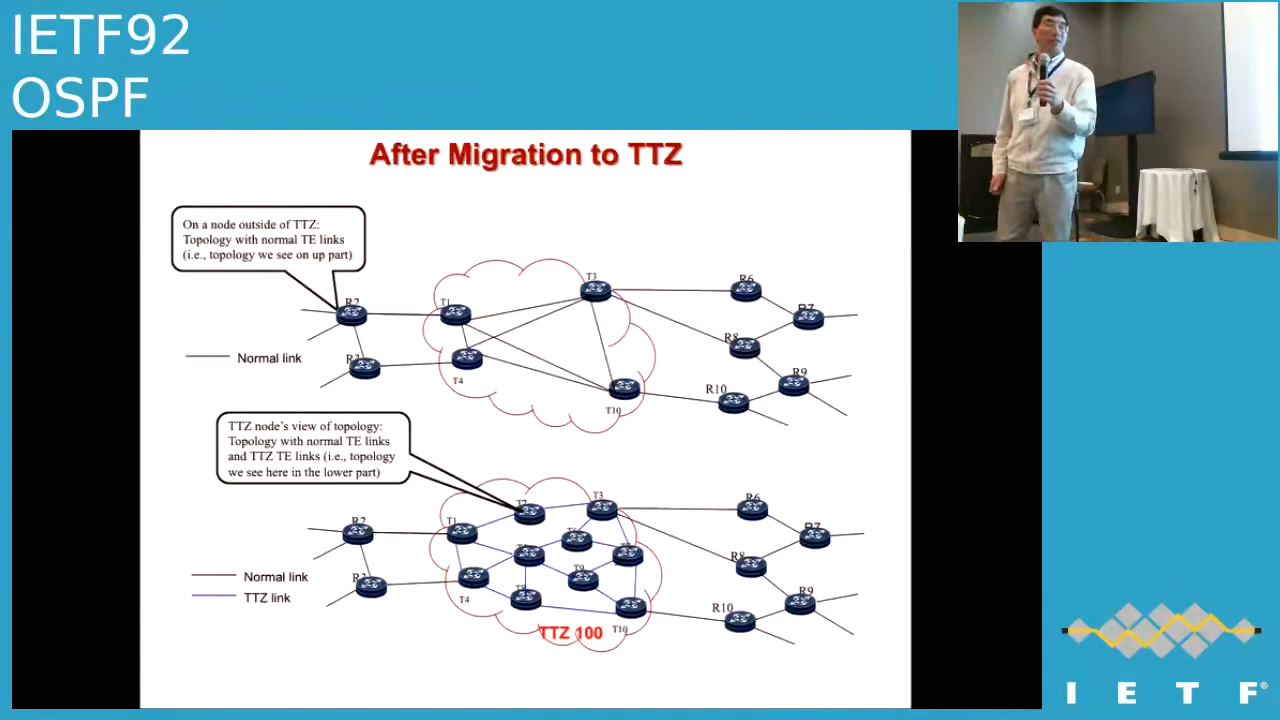 IETF92
OSPF
After Migration to TTZ
On a node outside of TTZ:
Topology with normal TE links
(i.e., topology we see on up part)
R2
T1
T3
R6
R7
R8
Normal link
T4
R9
R10
T10
TTZ node's view of topology:
Topology with normal TE links
and TTZ TE links (i.e., topology
we see here in the lower part)
R2
T1
T2
T3
R6
R7
R8
Normal link
TTZ link
T4
T9
R9
R10
TTZ 100
T10
I E T F®